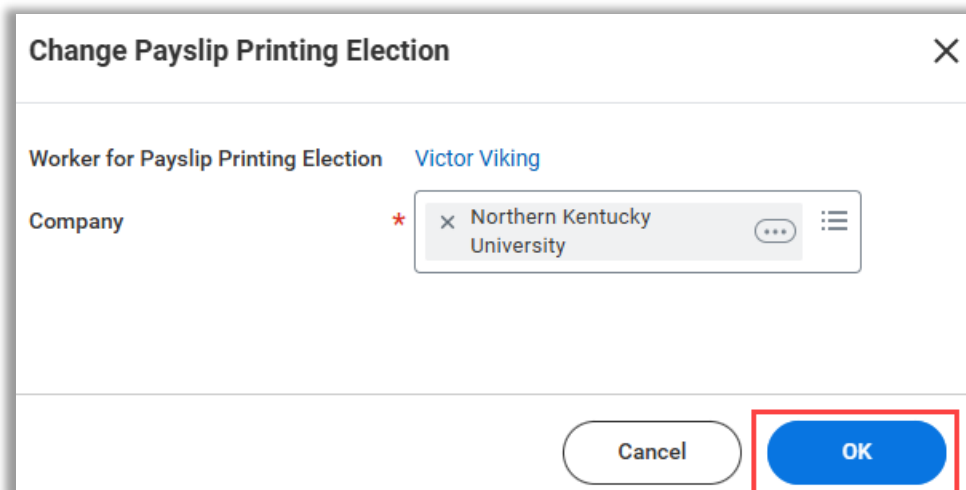 Change Payslip Printing Election
Worker for Payslip Printing Election Victor Viking
Company * Northern Kentucky
University
Cancel OK